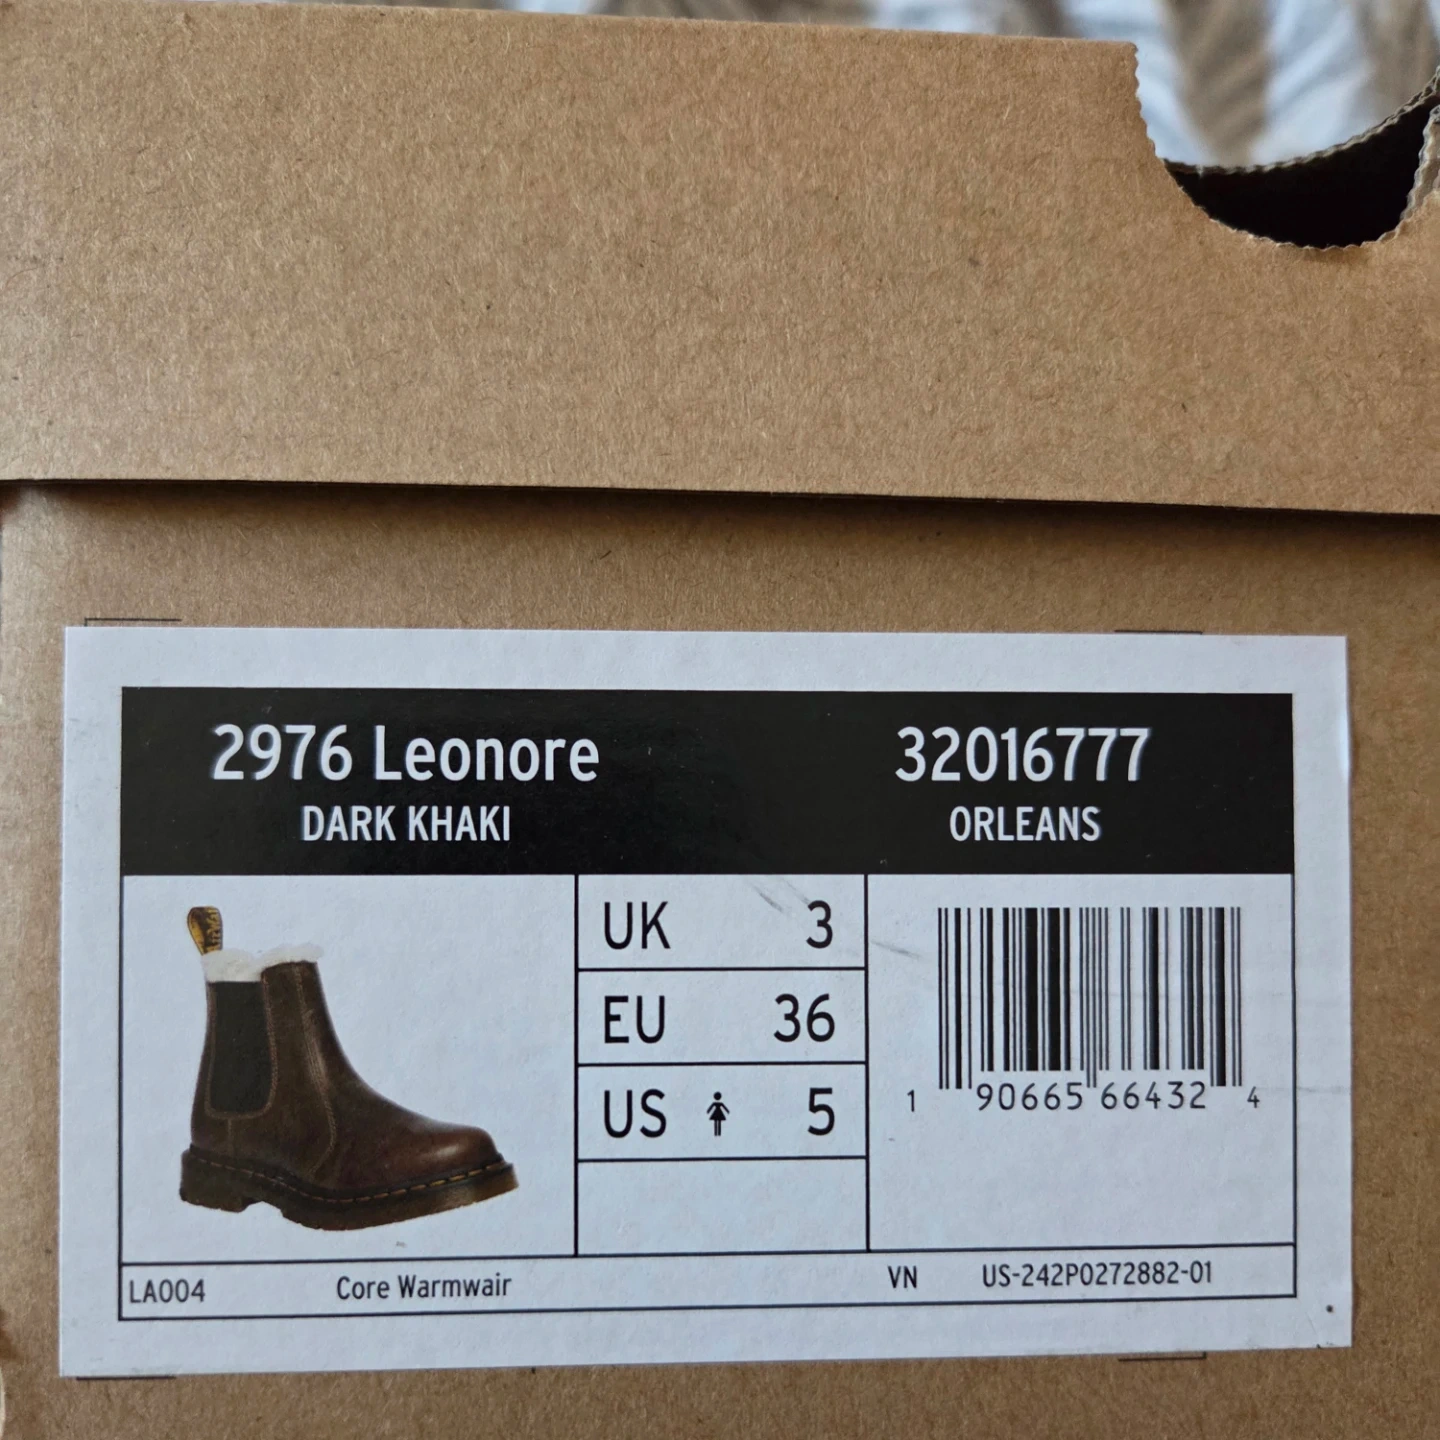 2976 Leonore 32016777
DARK KHAKI ORLEANS
UK 3
EU 36
US 5
1 90665 66432 4
LA004 Core Warmwair VN US-242P0272882-01